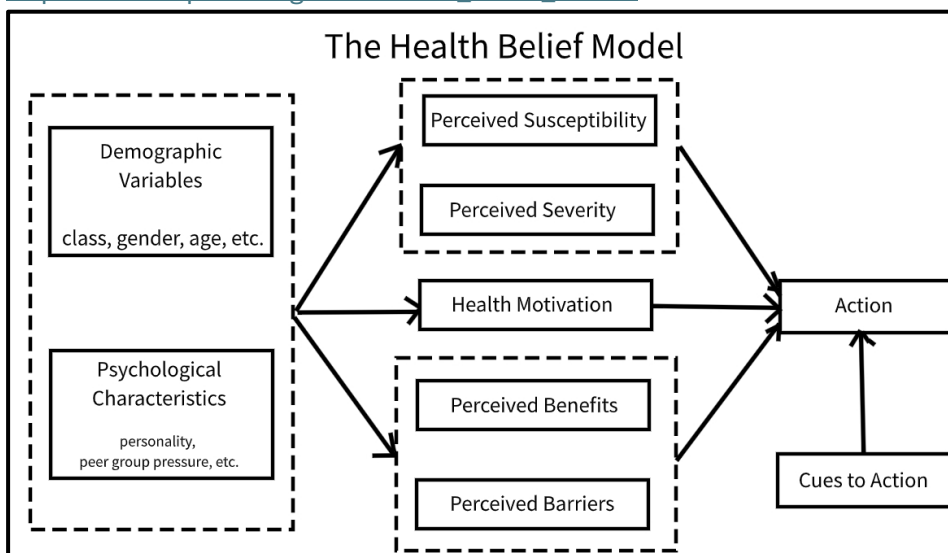 The Health Belief Model
Demographic
Variables
class, gender, age, etc.
Psychological
Characteristics
personality,
peer group pressure, etc.
Perceived Susceptibility
Perceived Severity
Health Motivation
Perceived Benefits
Perceived Barriers
Action
Cues to Action